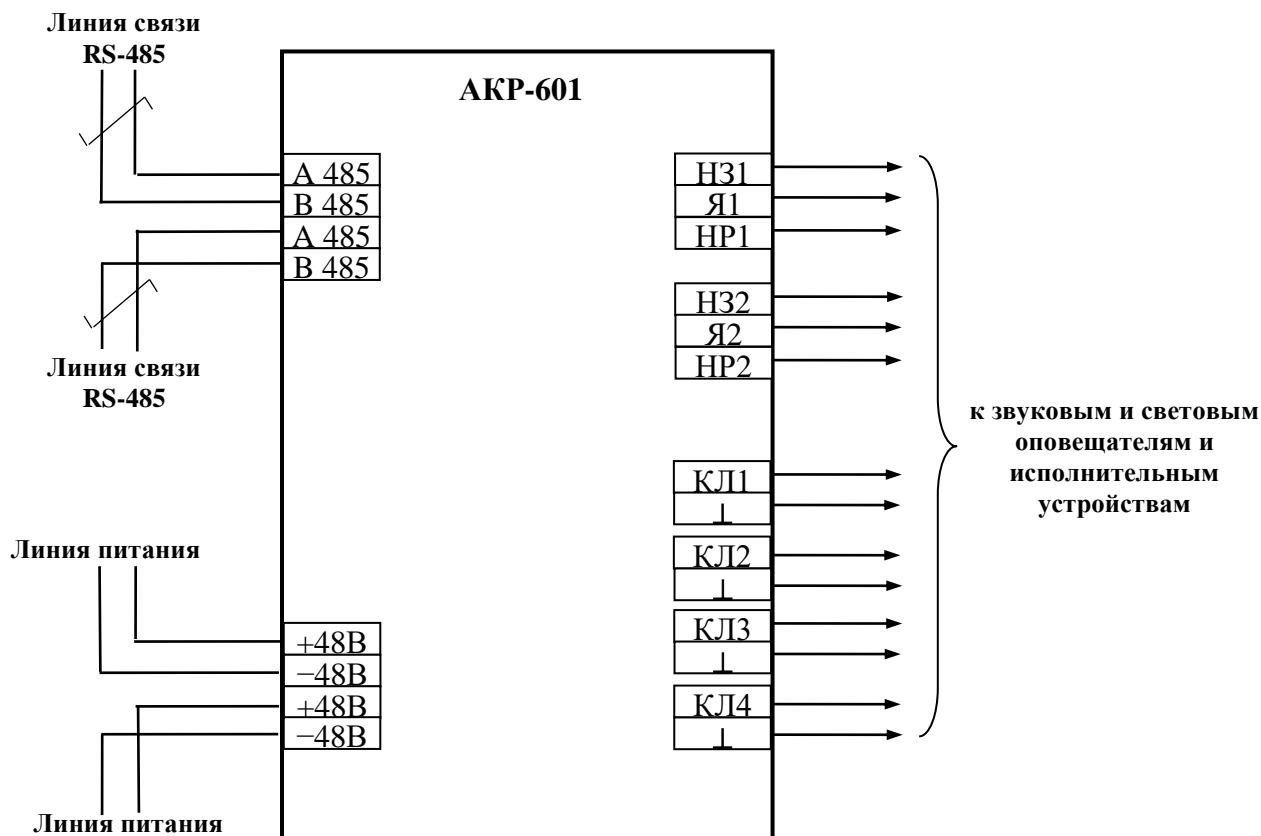 Линия связи
RS-485
АКР-601
А 485
В 485
А 485
В 485
Линия связи
RS-485
Линия питания
+48В
−48В
+48В
−48В
Линия питания
НЗ1
Я1
НР1
НЗ2
Я2
НР2
КЛ1
⊥
КЛ2
⊥
КЛ3
⊥
КЛ4
⊥
к звуковым и световым
оповещателям и
исполнительным
устройствам